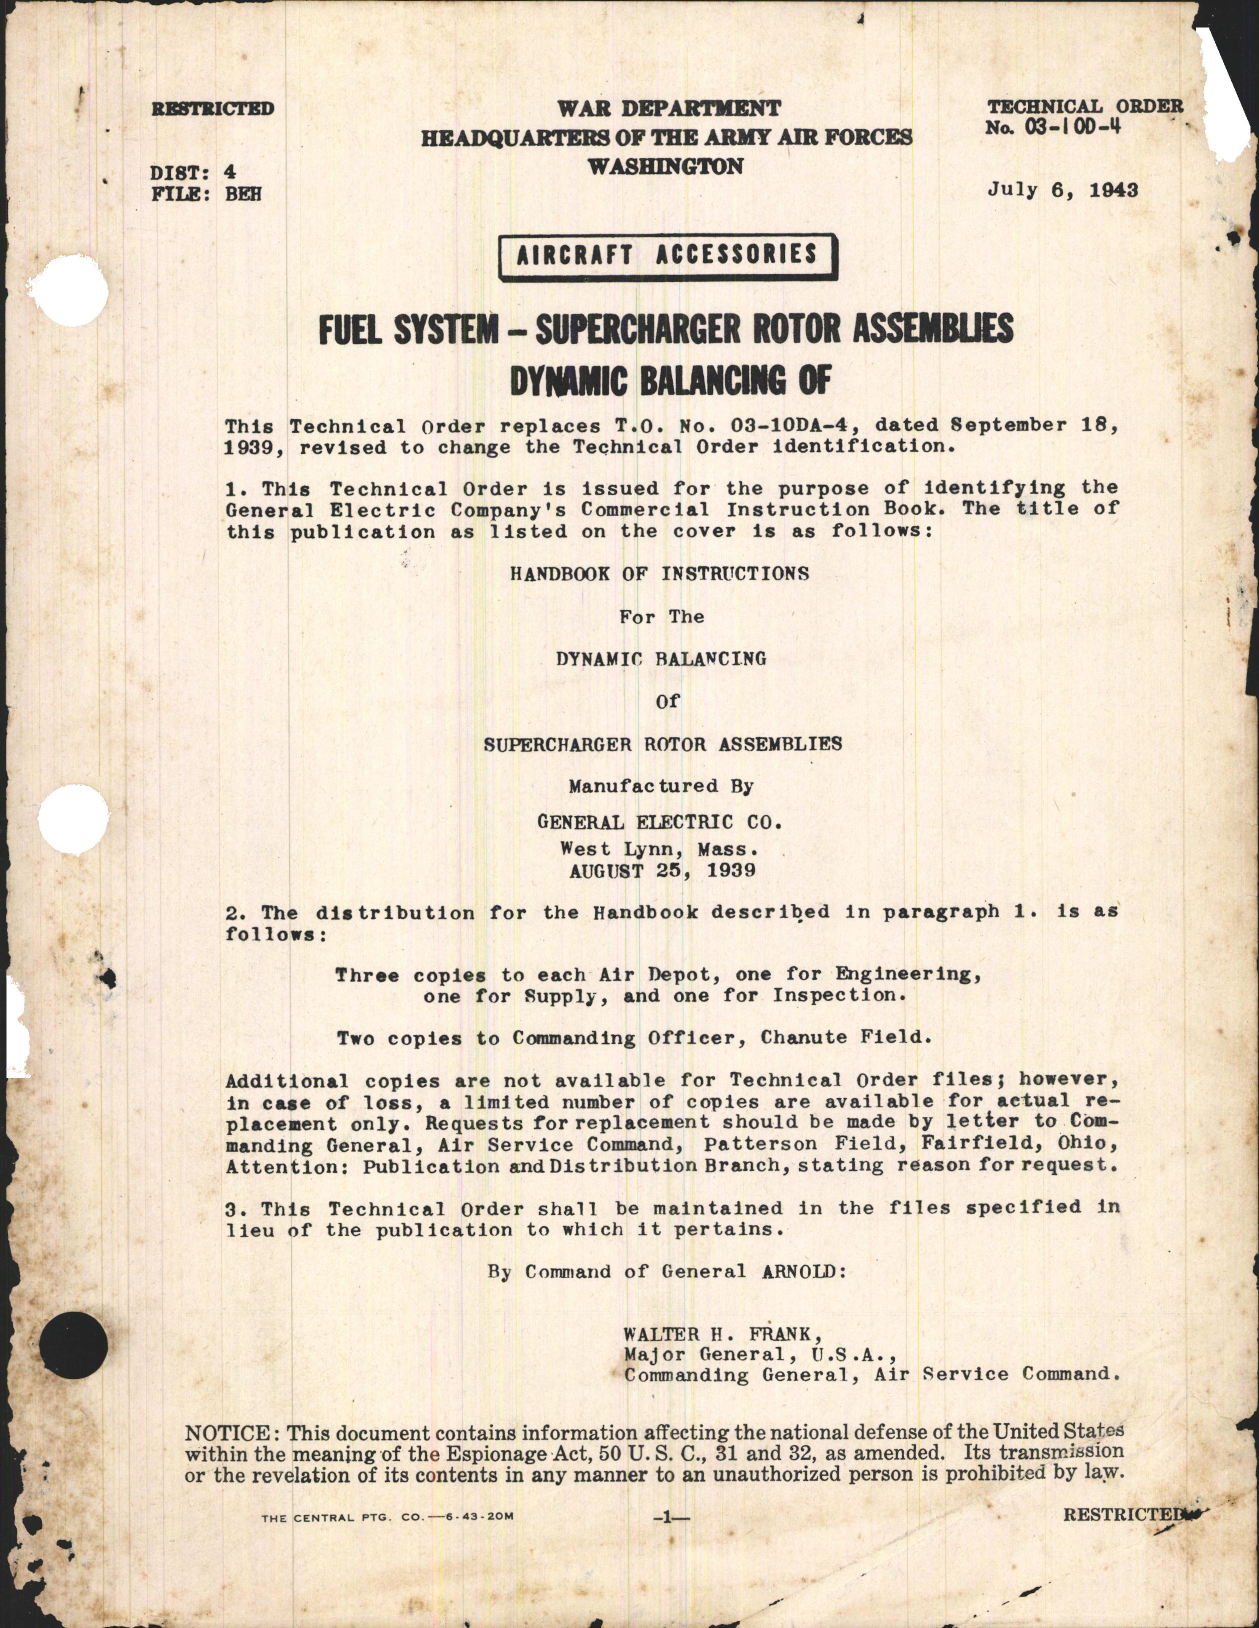 RESTRICTED
WAR DEPARTMENT
HEADQUARTERS OF THE ARMY AIR FORCES
WASHINGTON
TECHNICAL ORDER
No. 03-10D-4
DIST: 4
FILE: BEH
July 6, 1943
AIRCRAFT ACCESSORIES
FUEL SYSTEM – SUPERCHARGER ROTOR ASSEMBLIES
DYNAMIC BALANCING OF
This Technical Order replaces T.O. No. 03-10DA-4, dated September 18,
1939, revised to change the Technical Order identification.
1. This Technical Order is issued for the purpose of identifying the
General Electric Company's Commercial Instruction Book. The title of
this publication as listed on the cover is as follows:
HANDBOOK OF INSTRUCTIONS
For The
DYNAMIC BALANCING
Of
SUPERCHARGER ROTOR ASSEMBLIES
Manufactured By
GENERAL ELECTRIC CO.
West Lynn, Mass.
AUGUST 25, 1939
2. The distribution for the Handbook described in paragraph 1. is as
follows:
Three copies to each Air Depot, one for Engineering,
one for Supply, and one for Inspection.
Two copies to Commanding Officer, Chanute Field.
Additional copies are not available for Technical Order files; however,
in case of loss, a limited number of copies are available for actual re-
placement only. Requests for replacement should be made by letter to Com-
manding General, Air Service Command, Patterson Field, Fairfield, Ohio,
Attention: Publication and Distribution Branch, stating reason for request.
3. This Technical Order shall be maintained in the files specified in
lieu of the publication to which it pertains.
By Command of General ARNOLD:
WALTER H. FRANK,
Major General, U.S.A.,
Commanding General, Air Service Command.
NOTICE: This document contains information affecting the national defense of the United States
within the meaning of the Espionage Act, 50 U. S. C., 31 and 32, as amended. Its transmission
or the revelation of its contents in any manner to an unauthorized person is prohibited by law.
THE CENTRAL PTG. CO.—6-43-20M
–1—
RESTRICTED